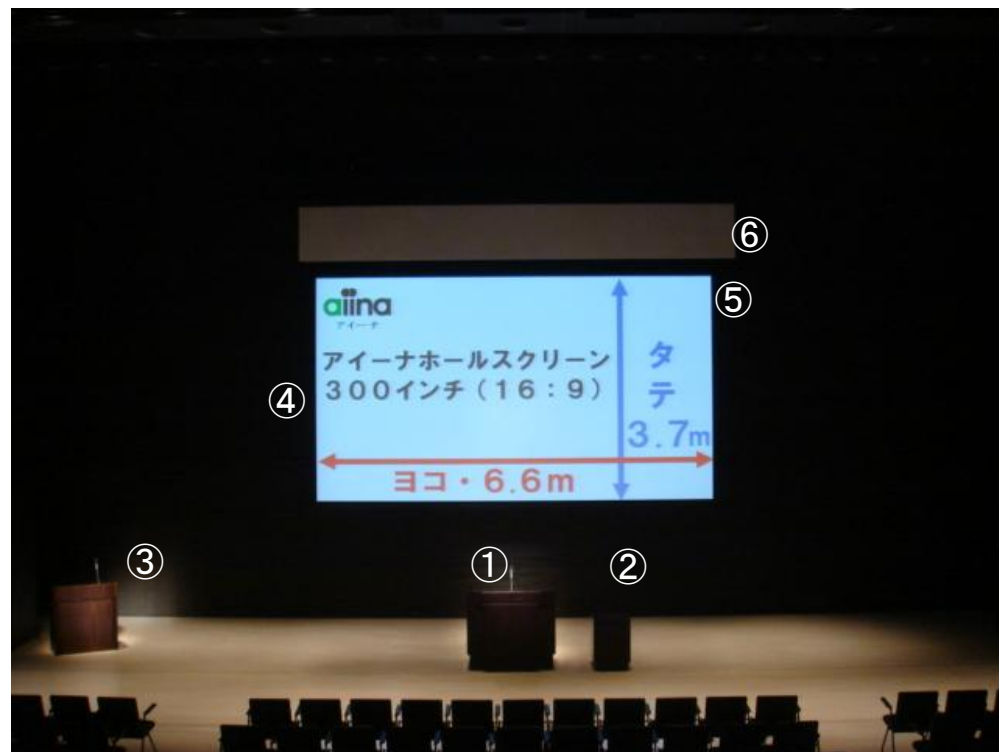 ⑥
⑤
aiina
アイーナ
アイーナホールスクリーン
300インチ(16:9)
④
タテ
3.7m
ヨコ・6.6m
③
①
②